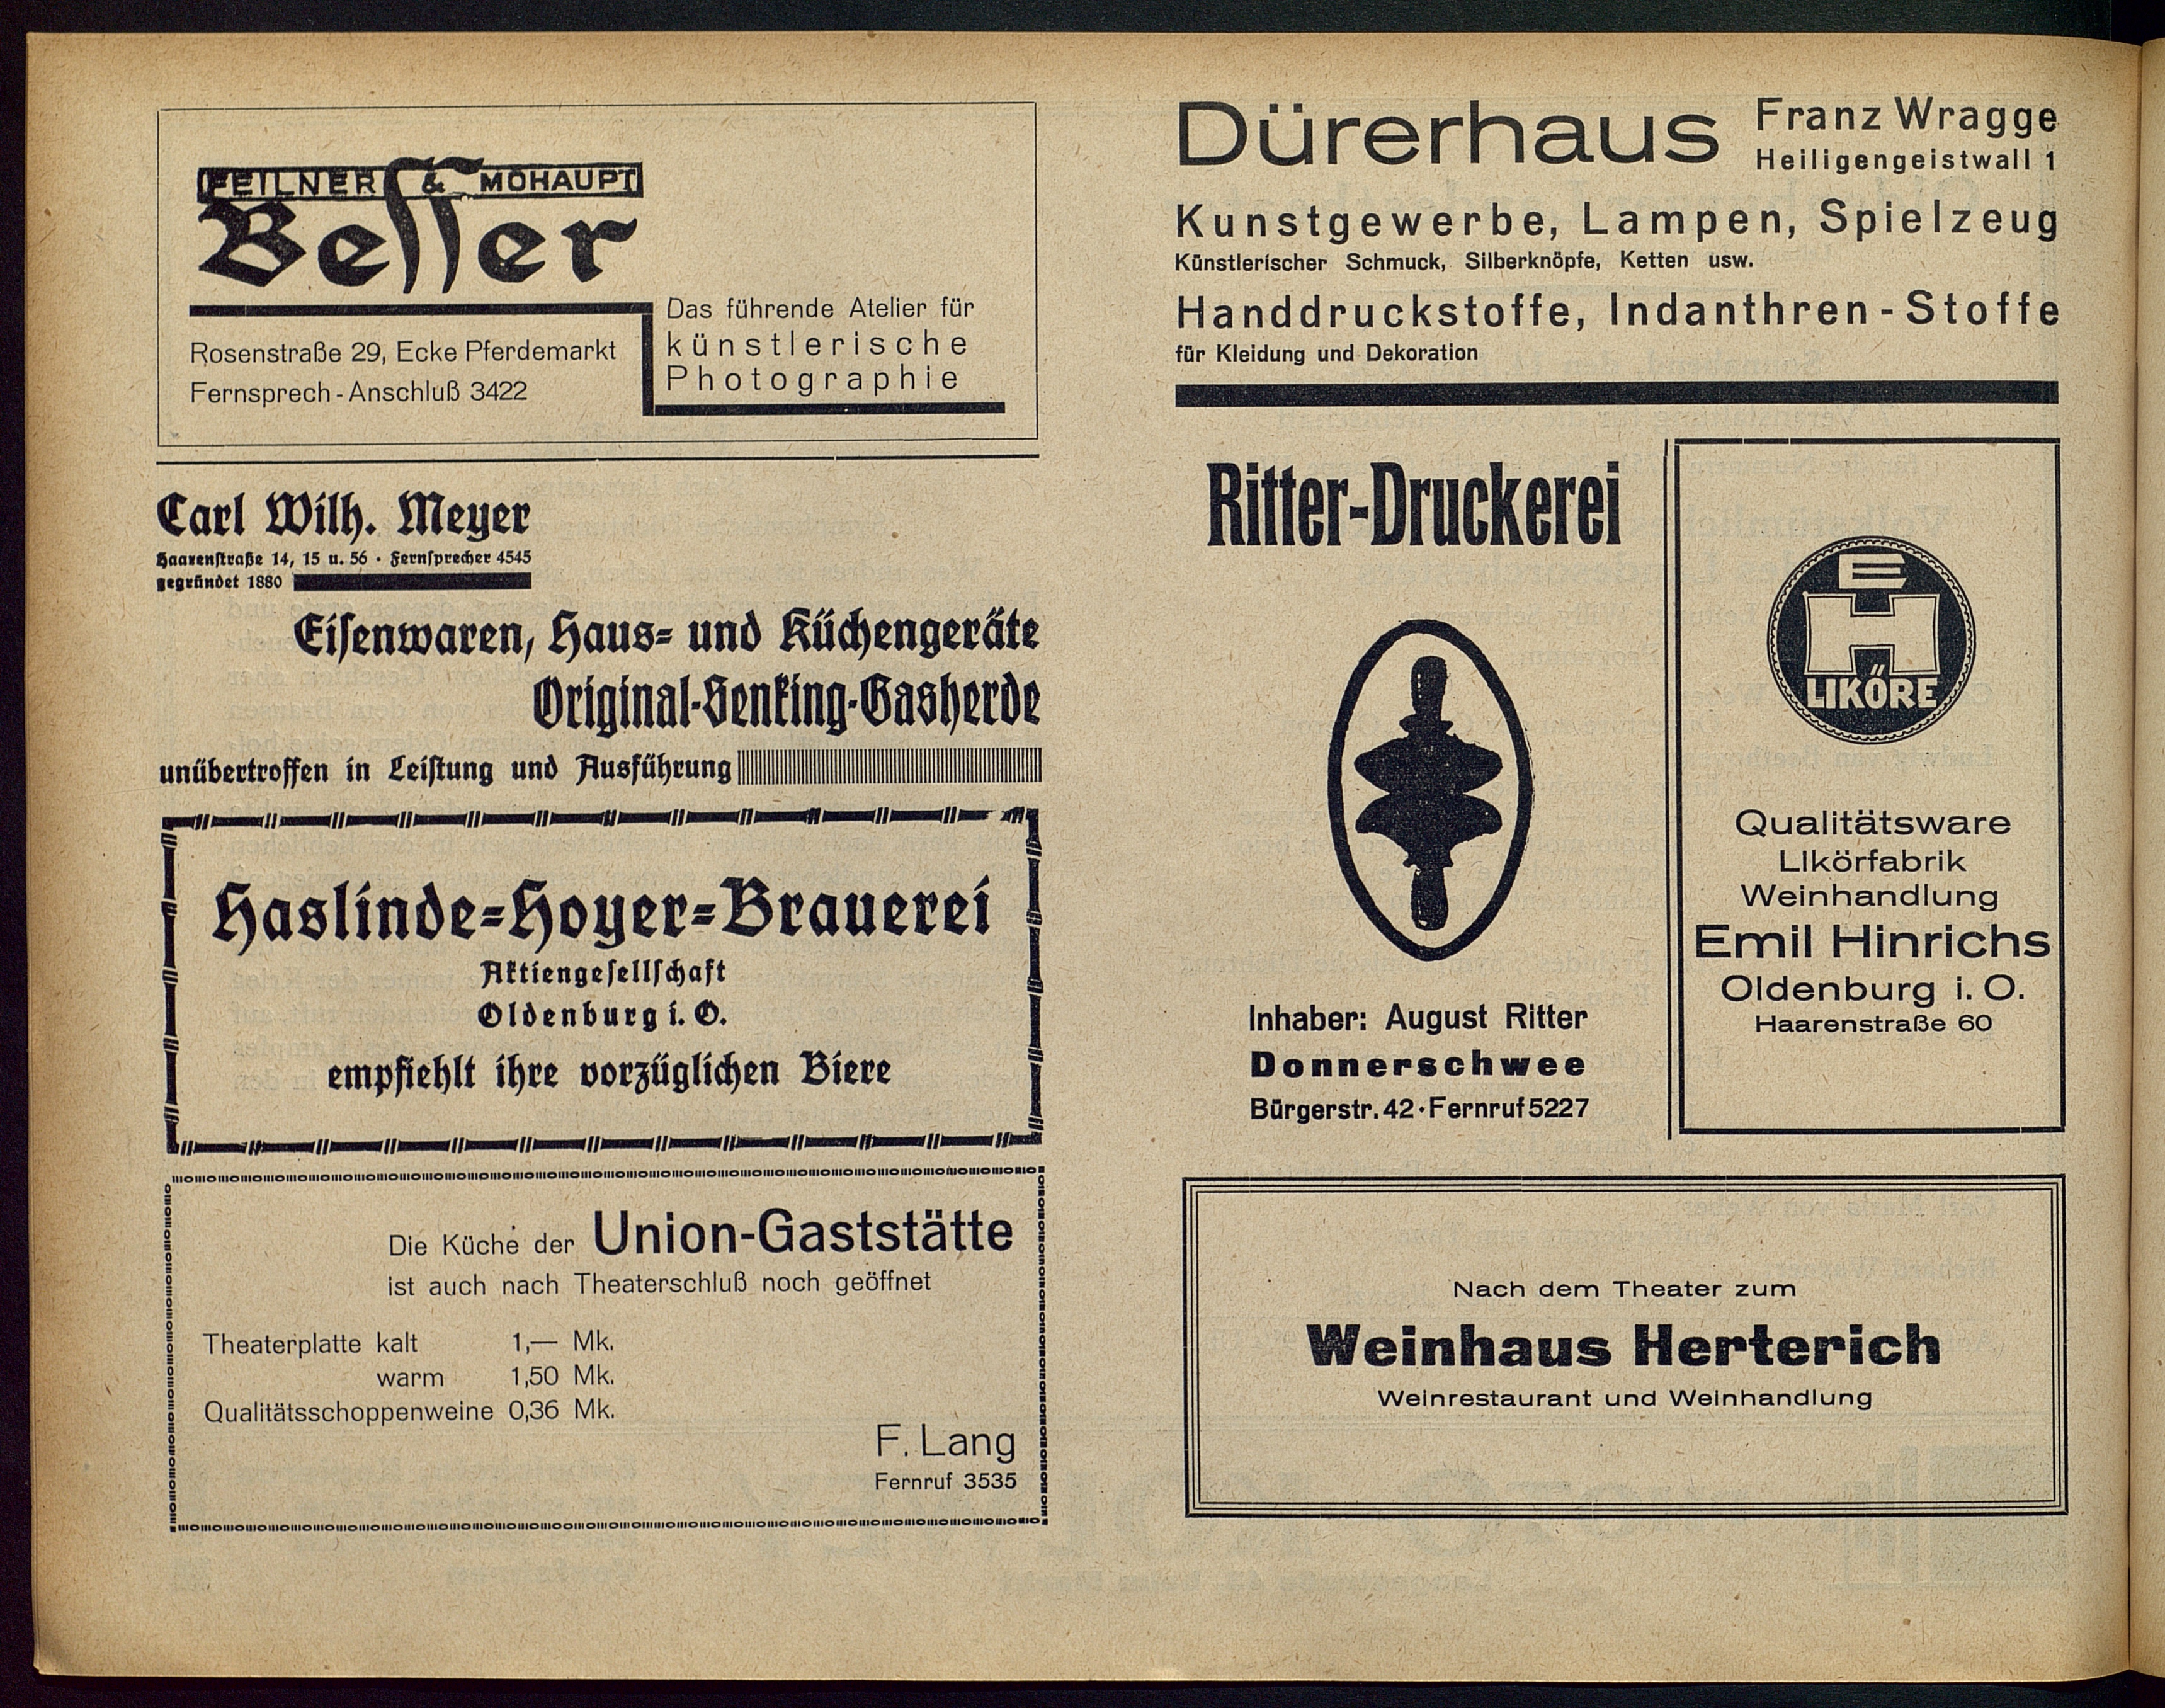 FEILNER & MOHAUPT
Besser
Das führende Atelier für
künstlerische
Photographie
Rosenstraße 29, Ecke Pferdemarkt
Fernsprech-Anschluß 3422
Carl Wilh. Meyer
Haarenstraße 14, 15 u. 56 · Fernsprecher 4545
gegründet 1880
Eisenwaren, Haus- und Küchengeräte
Original-Senking-Gasherde
unübertroffen in Leistung und Ausführung
Haslinde-Hoyer-Brauerei
Aktiengesellschaft
Oldenburg i. O.
empfiehlt ihre vorzüglichen Biere
Die Küche der Union-Gaststätte
ist auch nach Theaterschluß noch geöffnet
Theaterplatte kalt 1,— Mk.
warm 1,50 Mk.
Qualitätsschoppenweine 0,36 Mk.
F. Lang
Fernruf 3535
Dürerhaus Franz Wragge
Heiligengeistwall 1
Kunstgewerbe, Lampen, Spielzeug
Künstlerischer Schmuck, Silberknöpfe, Ketten usw.
Handdruckstoffe, Indanthren-Stoffe
für Kleidung und Dekoration
Ritter-Druckerei
Inhaber: August Ritter
Donnerschwee
Bürgerstr. 42 · Fernruf 5227
E
H
LIKÖRE
Qualitätsware
LIkörfabrik
Weinhandlung
Emil Hinrichs
Oldenburg i. O.
Haarenstraße 60
Nach dem Theater zum
Weinhaus Herterich
Weinrestaurant und Weinhandlung